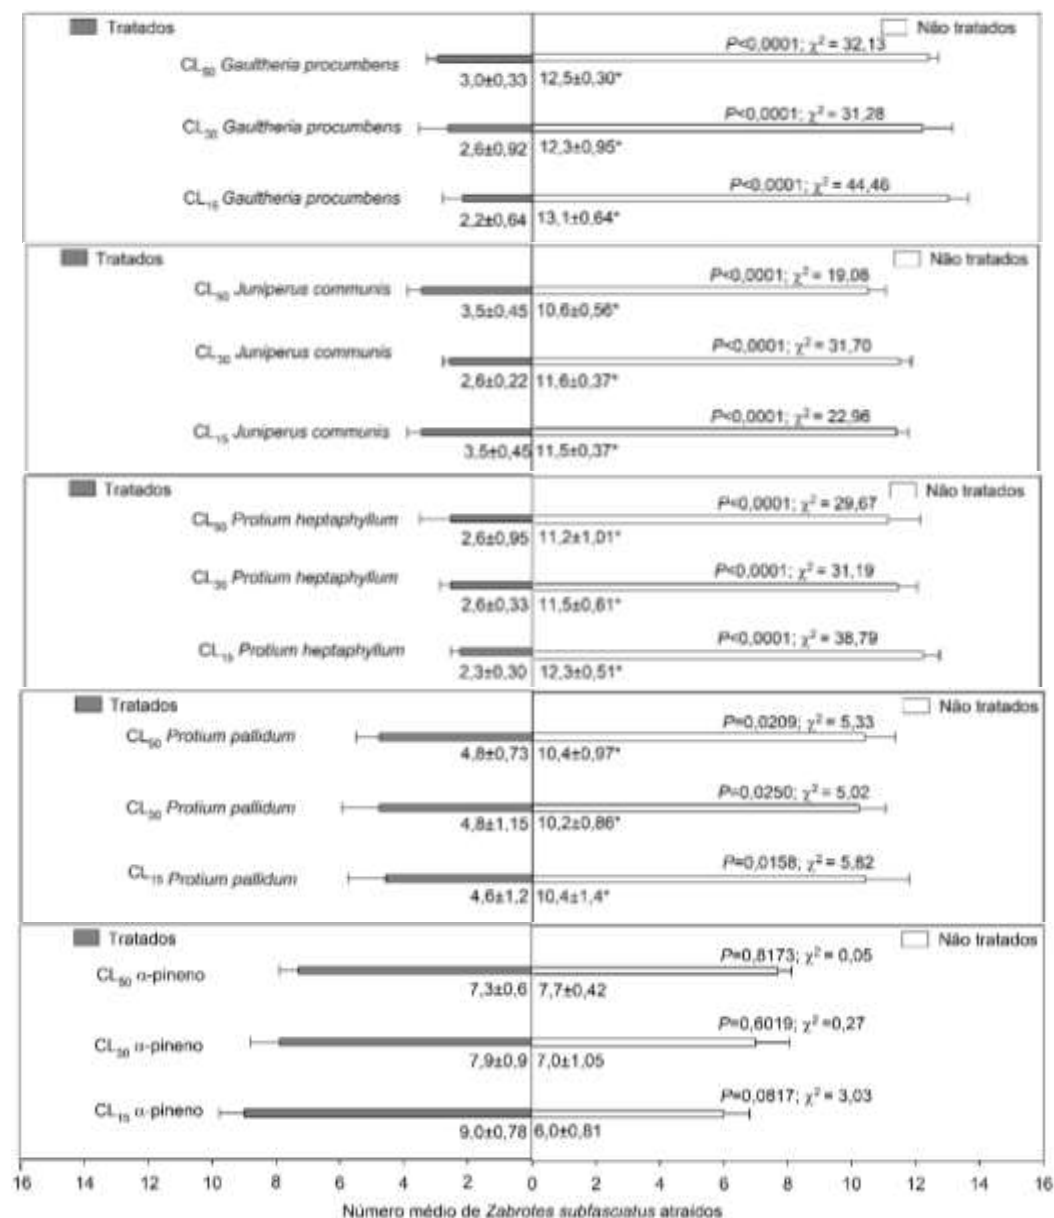 Tratados Não tratados
P<0,0001; χ² = 32,13
CL₅₀ Gaultheria procumbens
3,0±0,33 12,5±0,30*
P<0,0001; χ² = 31,28
CL₃₀ Gaultheria procumbens
2,6±0,92 12,3±0,95*
P<0,0001; χ² = 44,46
CL₁₅ Gaultheria procumbens
2,2±0,64 13,1±0,64*
Tratados Não tratados
P<0,0001; χ² = 19,08
CL₅₀ Juniperus communis
3,5±0,45 10,6±0,56*
P<0,0001; χ² = 31,70
CL₃₀ Juniperus communis
2,6±0,22 11,6±0,37*
P<0,0001; χ² = 22,96
CL₁₅ Juniperus communis
3,5±0,45 11,5±0,37*
Tratados Não tratados
P<0,0001; χ² = 29,67
CL₅₀ Protium heptaphyllum
2,6±0,95 11,2±1,01*
P<0,0001; χ² = 31,19
CL₃₀ Protium heptaphyllum
2,6±0,33 11,5±0,61*
P<0,0001; χ² = 38,79
CL₁₅ Protium heptaphyllum
2,3±0,30 12,3±0,51*
Tratados Não tratados
P=0,0209; χ² = 5,33
CL₅₀ Protium pallidum
4,8±0,73 10,4±0,97*
P=0,0250; χ² = 5,02
CL₃₀ Protium pallidum
4,8±1,15 10,2±0,86*
P=0,0158; χ² = 5,82
CL₁₅ Protium pallidum
4,6±1,2 10,4±1,4*
Tratados Não tratados
P=0,8173; χ² = 0,05
CL₅₀ α-pineno
7,3±0,6 7,7±0,42
P=0,6019; χ² =0,27
CL₃₀ α-pineno
7,9±0,9 7,0±1,05
P=0,0817; χ² = 3,03
CL₁₅ α-pineno
9,0±0,78 6,0±0,81
16 14 12 10 8 6 4 2 0 2 4 6 8 10 12 14 16
Número médio de Zabrotes subfasciatus atraídos